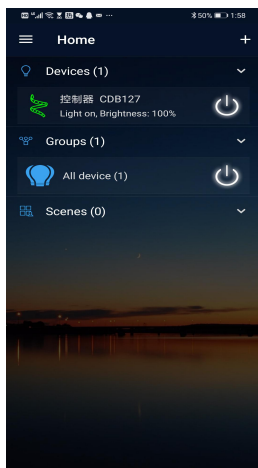 50% 1:58
Home
Devices (1)
控制器 CDB127
Light on, Brightness: 100%
Groups (1)
All device (1)
Scenes (0)